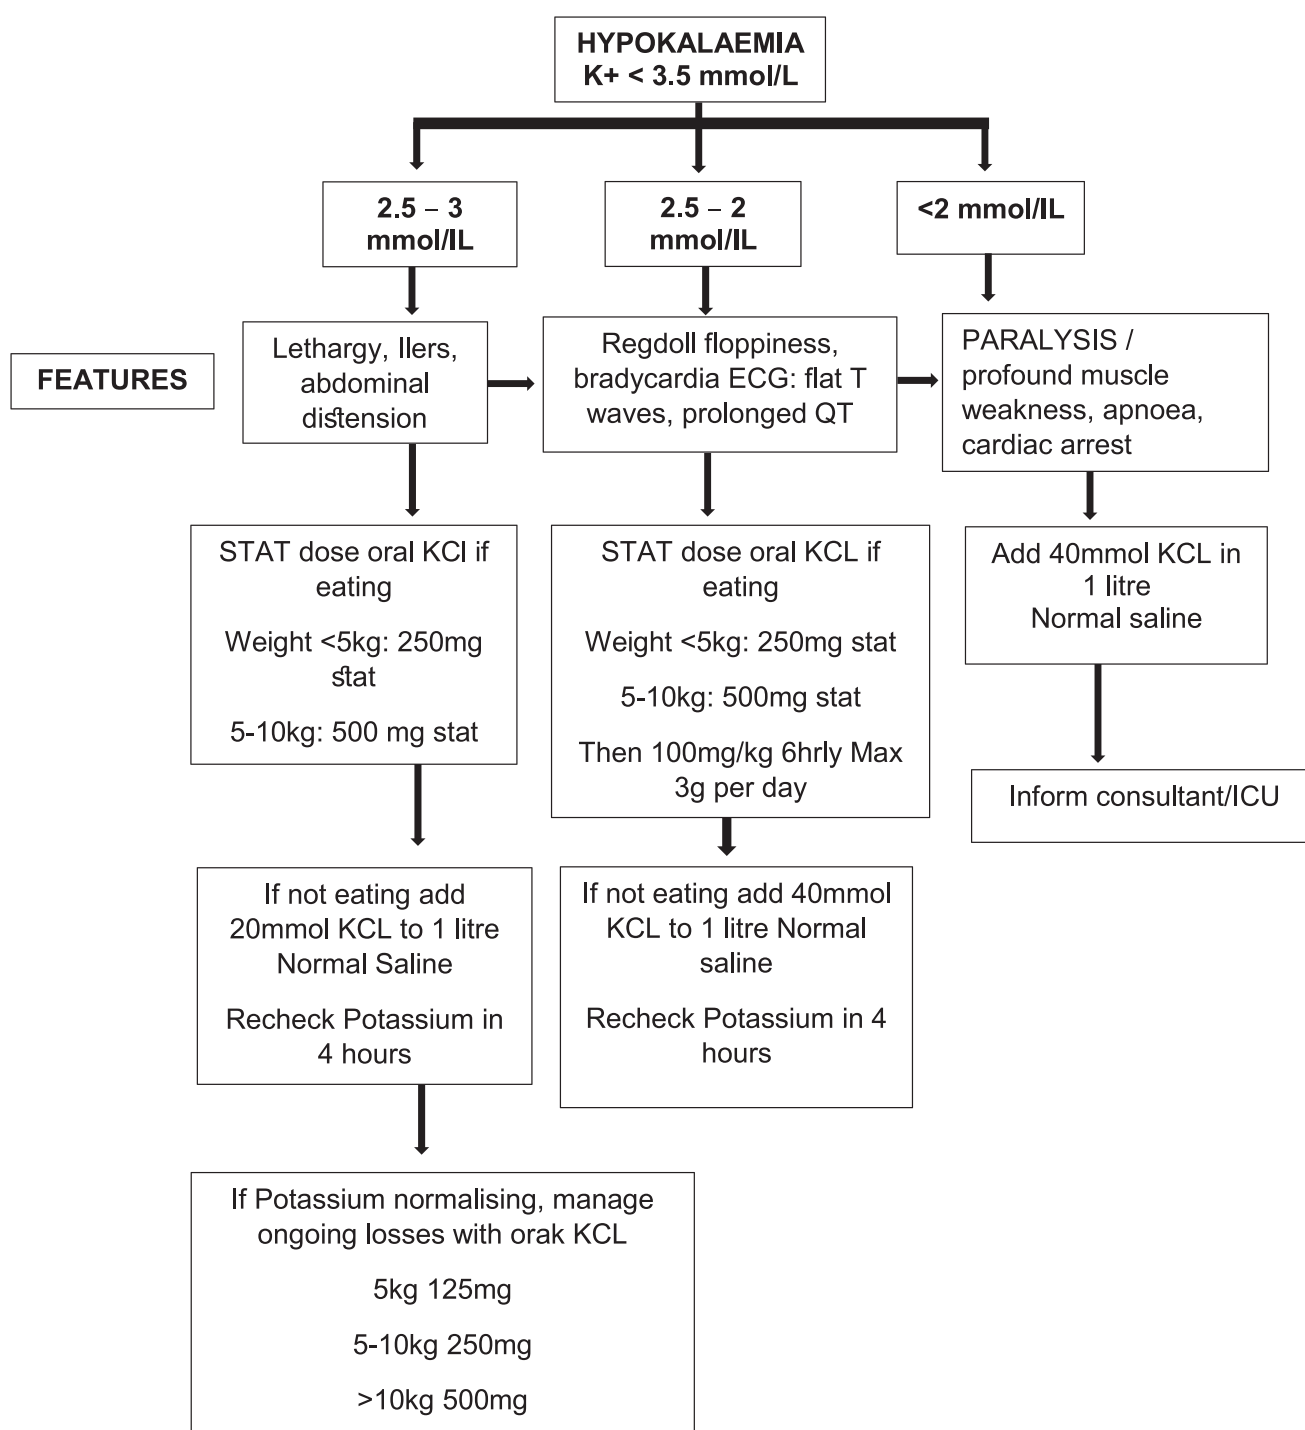 HYPOKALAEMIA
K+ < 3.5 mmol/L
2.5 – 3
mmol/IL
2.5 – 2
mmol/IL
<2 mmol/IL
FEATURES
Lethargy, Ilers,
abdominal
distension
Regdoll floppiness,
bradycardia ECG: flat T
waves, prolonged QT
PARALYSIS /
profound muscle
weakness, apnoea,
cardiac arrest
STAT dose oral KCl if
eating
Weight <5kg: 250mg
stat
5-10kg: 500 mg stat
STAT dose oral KCL if
eating
Weight <5kg: 250mg stat
5-10kg: 500mg stat
Then 100mg/kg 6hrly Max
3g per day
Add 40mmol KCL in
1 litre
Normal saline
Inform consultant/ICU
If not eating add
20mmol KCL to 1 litre
Normal Saline
Recheck Potassium in
4 hours
If not eating add 40mmol
KCL to 1 litre Normal
saline
Recheck Potassium in 4
hours
If Potassium normalising, manage
ongoing losses with orak KCL
5kg 125mg
5-10kg 250mg
>10kg 500mg